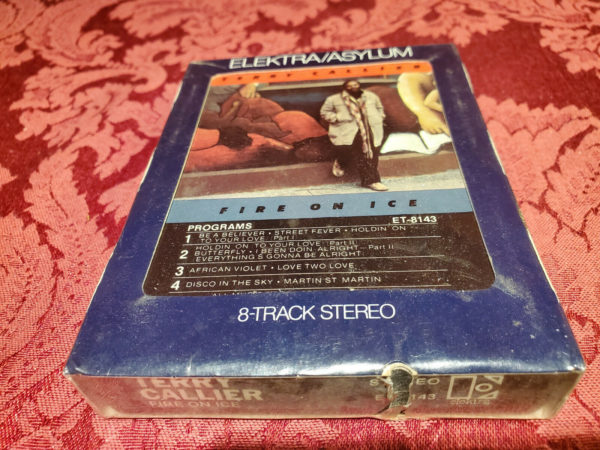 ELEKTRA/ASYLUM
TERRY CALLIER
FIRE ON ICE
PROGRAMS ET-8143
1 BE A BELIEVER • STREET FEVER • HOLDIN' ON
TO YOUR LOVE - Part I
2 HOLDIN' ON TO YOUR LOVE Part II
BUTTERFLY • I BEEN DOIN' ALRIGHT - Part II
EVERYTHING'S GONNA BE ALRIGHT
3 AFRICAN VIOLET • LOVE TWO LOVE
4 DISCO IN THE SKY • MARTIN ST. MARTIN
8-TRACK STEREO
TERRY
CALLIER
FIRE ON ICE
STEREO
ET-8143